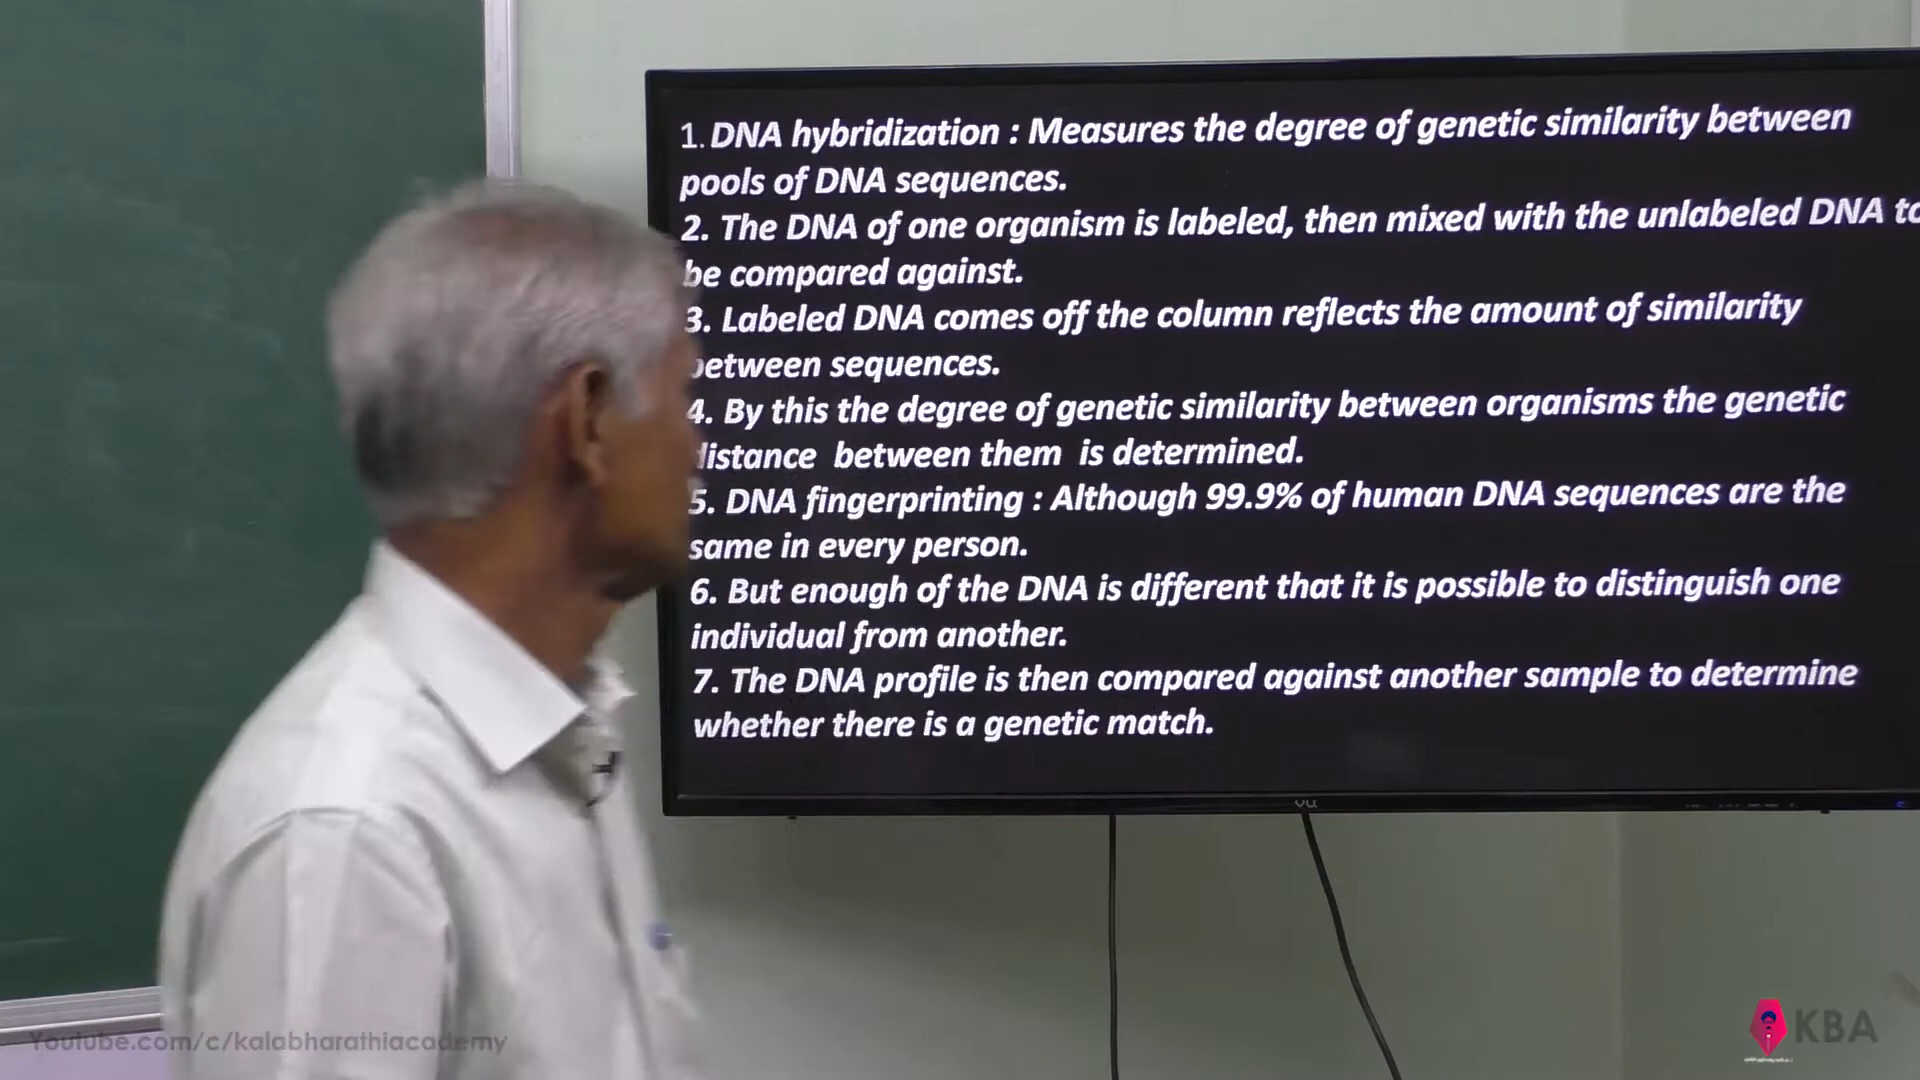 1. DNA hybridization : Measures the degree of genetic similarity between
pools of DNA sequences.
2. The DNA of one organism is labeled, then mixed with the unlabeled DNA to
be compared against.
3. Labeled DNA comes off the column reflects the amount of similarity
between sequences.
4. By this the degree of genetic similarity between organisms the genetic
distance between them is determined.
5. DNA fingerprinting : Although 99.9% of human DNA sequences are the
same in every person.
6. But enough of the DNA is different that it is possible to distinguish one
individual from another.
7. The DNA profile is then compared against another sample to determine
whether there is a genetic match.
vu
Youtube.com/c/kalabharathiacademy
KBA